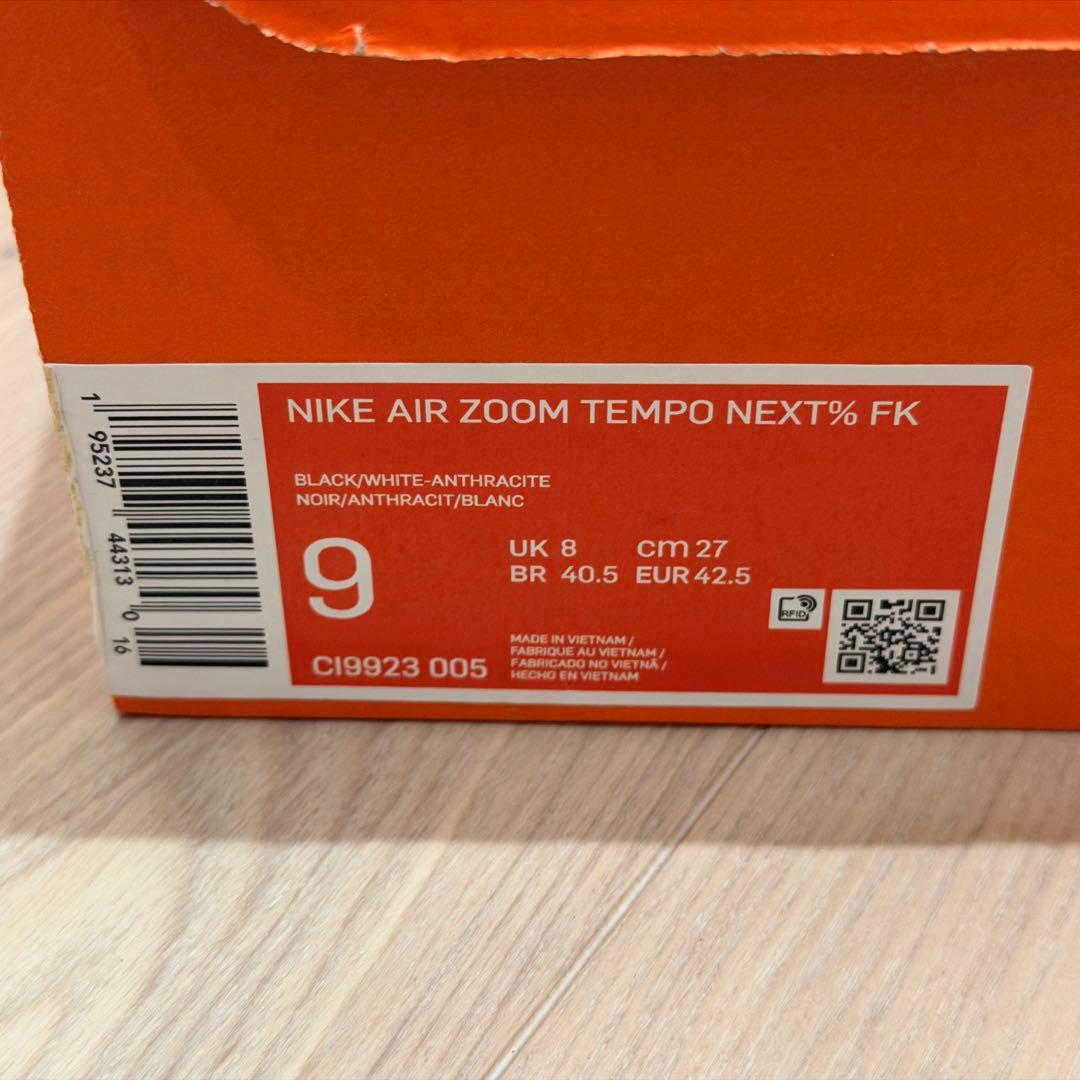 NIKE AIR ZOOM TEMPO NEXT% FK
BLACK/WHITE-ANTHRACITE
NOIR/ANTHRACIT/BLANC
9
UK 8 cm 27
BR 40.5 EUR 42.5
CI9923 005
MADE IN VIETNAM /
FABRIQUE AU VIETNAM /
FABRICADO NO VIETNÃ /
HECHO EN VIETNAM
RFID
1 95237 44313 0 16